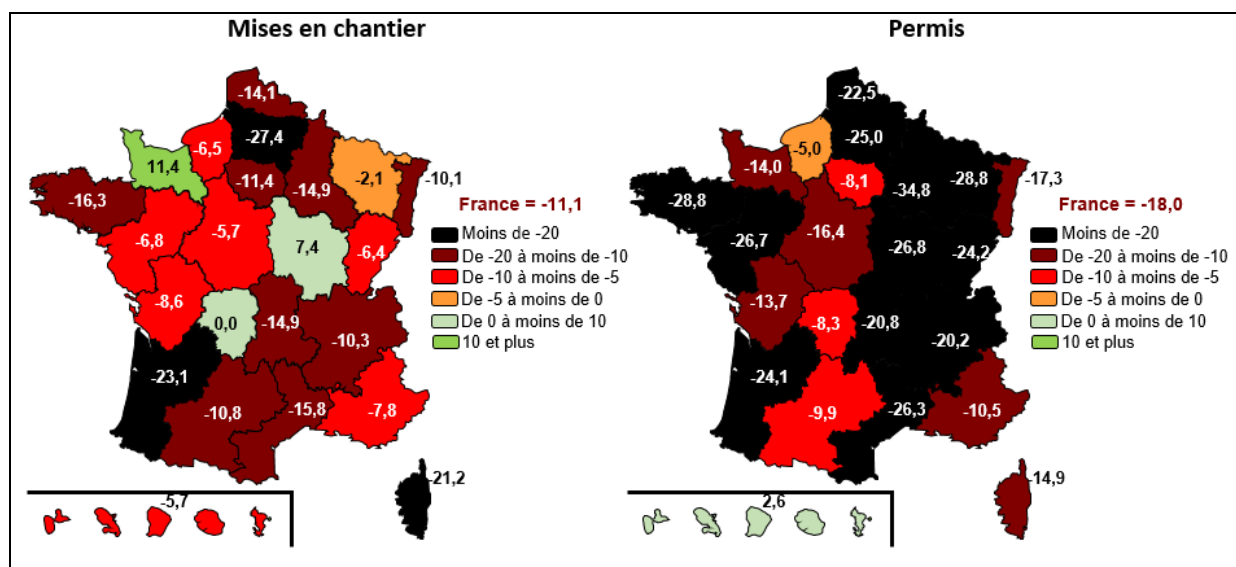 Mises en chantier
-14,1
-27,4
-6,5
11,4
-11,4
-14,9
-2,1
-10,1
-16,3
-6,8
-5,7
7,4
-6,4
-8,6
0,0
-14,9
-10,3
-23,1
-10,8
-15,8
-7,8
-21,2
-5,7
France = -11,1
Moins de -20
De -20 à moins de -10
De -10 à moins de -5
De -5 à moins de 0
De 0 à moins de 10
10 et plus
Permis
-22,5
-25,0
-5,0
-14,0
-8,1
-34,8
-28,8
-17,3
-28,8
-26,7
-16,4
-26,8
-24,2
-13,7
-8,3
-20,8
-20,2
-24,1
-9,9
-26,3
-10,5
-14,9
2,6
France = -18,0
Moins de -20
De -20 à moins de -10
De -10 à moins de -5
De -5 à moins de 0
De 0 à moins de 10
10 et plus